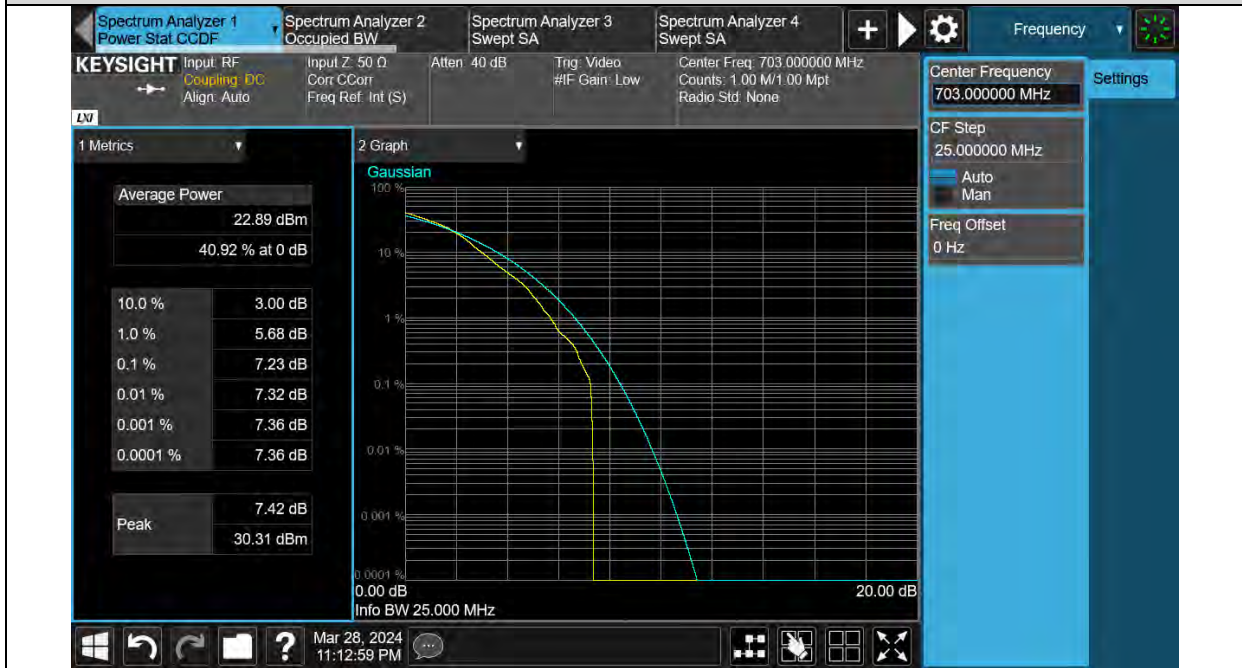 Spectrum Analyzer 1
Power Stat CCDF
Spectrum Analyzer 2
Occupied BW
Spectrum Analyzer 3
Swept SA
Spectrum Analyzer 4
Swept SA
+
Frequency
KEYSIGHT
LXI
Input: RF
Coupling: DC
Align: Auto
Input Z: 50 Ω
Corr CCorr
Freq Ref: Int (S)
Atten: 40 dB
Trig: Video
#IF Gain: Low
Center Freq: 703.000000 MHz
Counts: 1.00 M/1.00 Mpt
Radio Std: None
Center Frequency
703.000000 MHz
Settings
CF Step
25.000000 MHz
Auto
Man
Freq Offset
0 Hz
1 Metrics
Average Power
22.89 dBm
40.92 % at 0 dB
10.0 % 3.00 dB
1.0 % 5.68 dB
0.1 % 7.23 dB
0.01 % 7.32 dB
0.001 % 7.36 dB
0.0001 % 7.36 dB
Peak
7.42 dB
30.31 dBm
2 Graph
Gaussian
100 %
10 %
1 %
0.1 %
0.01 %
0.001 %
0.0001 %
0.00 dB
20.00 dB
Info BW 25.000 MHz
?
Mar 28, 2024
11:12:59 PM